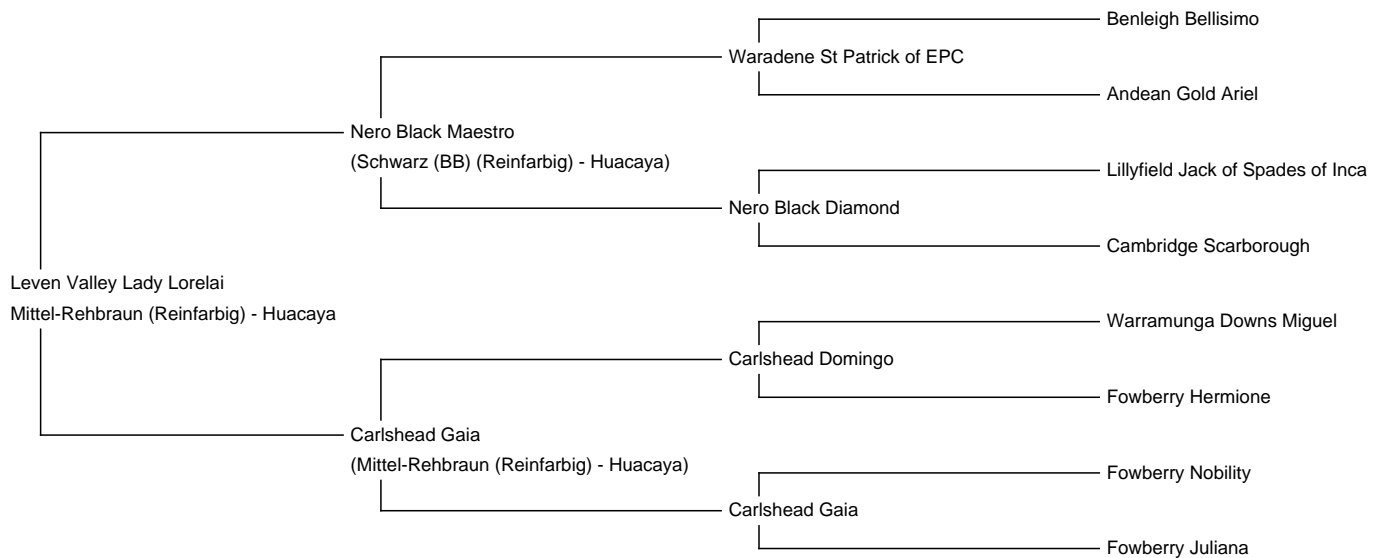 Benleigh Bellisimo
Waradene St Patrick of EPC
Andean Gold Ariel
Nero Black Maestro
(Schwarz (BB) (Reinfarbig) - Huacaya)
Lillyfield Jack of Spades of Inca
Nero Black Diamond
Cambridge Scarborough
Leven Valley Lady Lorelai
Mittel-Rehbraun (Reinfarbig) - Huacaya
Warramunga Downs Miguel
Carlshead Domingo
Fowberry Hermione
Carlshead Gaia
(Mittel-Rehbraun (Reinfarbig) - Huacaya)
Fowberry Nobility
Carlshead Gaia
Fowberry Juliana